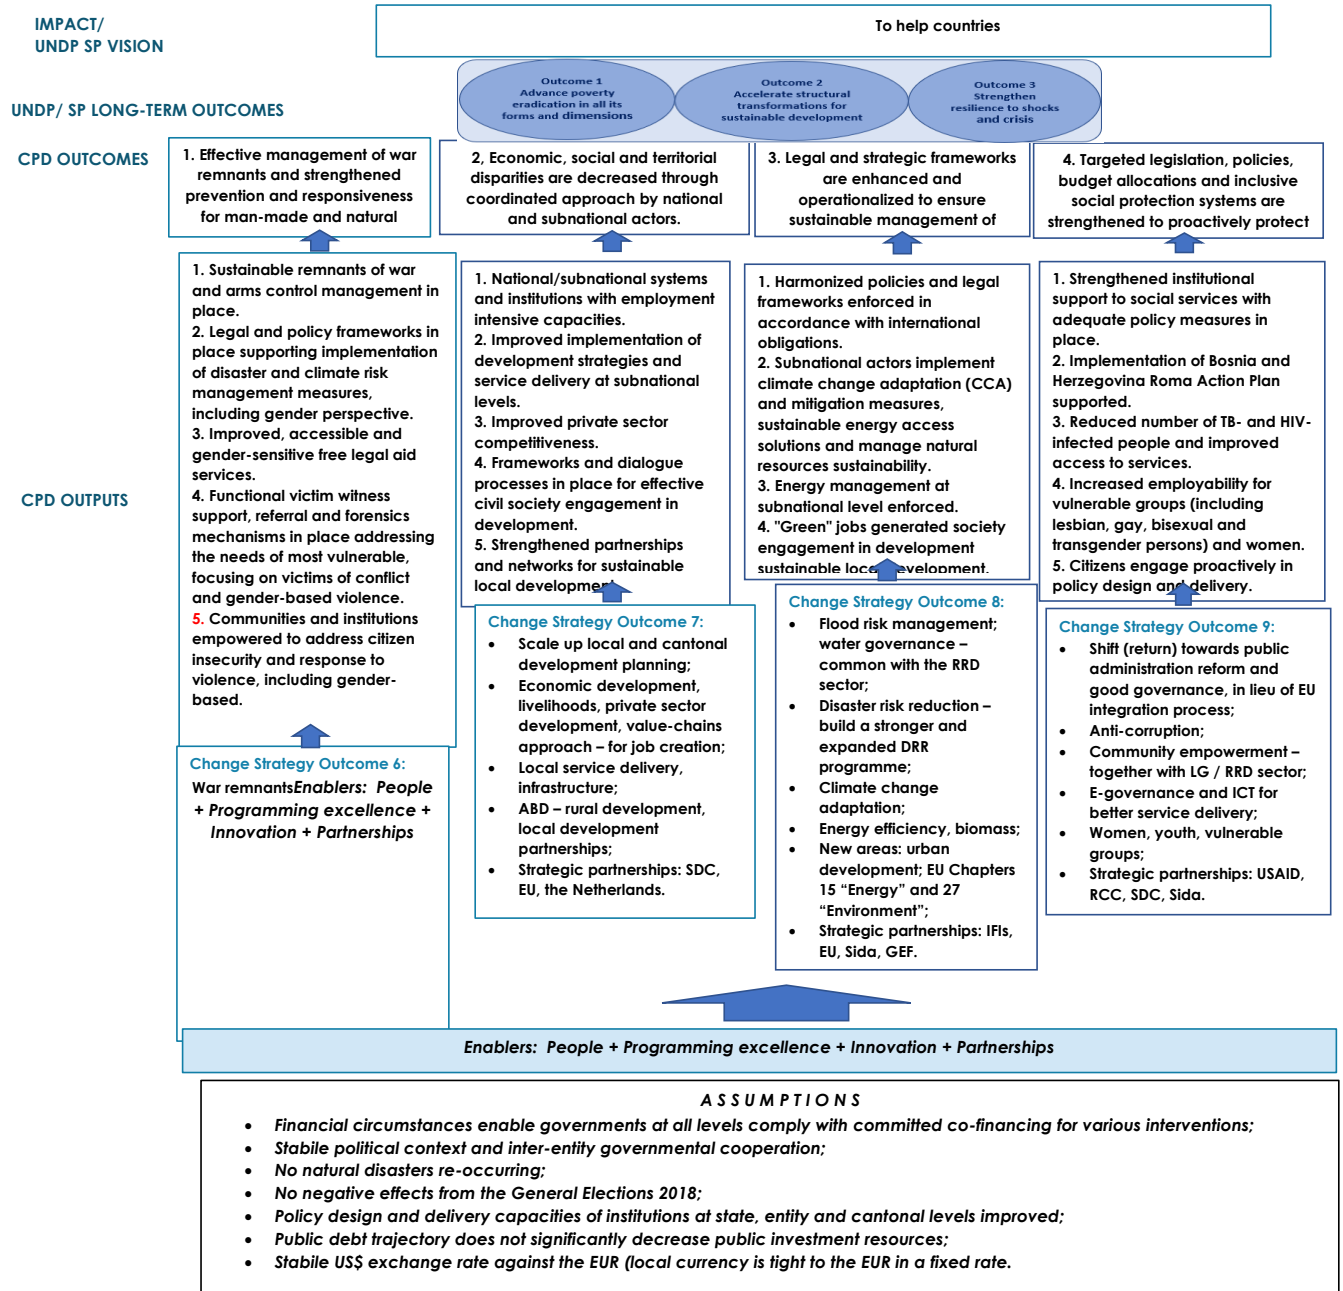 IMPACT/
UNDP SP VISION
To help countries
UNDP/ SP LONG-TERM OUTCOMES
Outcome 1
Advance poverty
eradication in all its
forms and dimensions
Outcome 2
Accelerate structural
transformations for
sustainable development
Outcome 3
Strengthen
resilience to shocks
and crisis
CPD OUTCOMES
1. Effective management of war
remnants and strengthened
prevention and responsiveness
for man-made and natural
2, Economic, social and territorial
disparities are decreased through
coordinated approach by national
and subnational actors.
3. Legal and strategic frameworks
are enhanced and
operationalized to ensure
sustainable management of
4. Targeted legislation, policies,
budget allocations and inclusive
social protection systems are
strengthened to proactively protect
CPD OUTPUTS
1. Sustainable remnants of war
and arms control management in
place.
2. Legal and policy frameworks in
place supporting implementation
of disaster and climate risk
management measures,
including gender perspective.
3. Improved, accessible and
gender-sensitive free legal aid
services.
4. Functional victim witness
support, referral and forensics
mechanisms in place addressing
the needs of most vulnerable,
focusing on victims of conflict
and gender-based violence.
5. Communities and institutions
empowered to address citizen
insecurity and response to
violence, including gender-
based.
1. National/subnational systems
and institutions with employment
intensive capacities.
2. Improved implementation of
development strategies and
service delivery at subnational
levels.
3. Improved private sector
competitiveness.
4. Frameworks and dialogue
processes in place for effective
civil society engagement in
development.
5. Strengthened partnerships
and networks for sustainable
local development
1. Harmonized policies and legal
frameworks enforced in
accordance with international
obligations.
2. Subnational actors implement
climate change adaptation (CCA)
and mitigation measures,
sustainable energy access
solutions and manage natural
resources sustainability.
3. Energy management at
subnational level enforced.
4. "Green" jobs generated society
engagement in development
sustainable local development.
1. Strengthened institutional
support to social services with
adequate policy measures in
place.
2. Implementation of Bosnia and
Herzegovina Roma Action Plan
supported.
3. Reduced number of TB- and HIV-
infected people and improved
access to services.
4. Increased employability for
vulnerable groups (including
lesbian, gay, bisexual and
transgender persons) and women.
5. Citizens engage proactively in
policy design and delivery.
Change Strategy Outcome 6:
War remnantsEnablers: People
+ Programming excellence +
Innovation + Partnerships
Change Strategy Outcome 7:
• Scale up local and cantonal
development planning;
• Economic development,
livelihoods, private sector
development, value-chains
approach – for job creation;
• Local service delivery,
infrastructure;
• ABD – rural development,
local development
partnerships;
• Strategic partnerships: SDC,
EU, the Netherlands.
Change Strategy Outcome 8:
• Flood risk management;
water governance –
common with the RRD
sector;
• Disaster risk reduction –
build a stronger and
expanded DRR
programme;
• Climate change
adaptation;
• Energy efficiency, biomass;
• New areas: urban
development; EU Chapters
15 “Energy” and 27
“Environment”;
• Strategic partnerships: IFIs,
EU, Sida, GEF.
Change Strategy Outcome 9:
• Shift (return) towards public
administration reform and
good governance, in lieu of EU
integration process;
• Anti-corruption;
• Community empowerment –
together with LG / RRD sector;
• E-governance and ICT for
better service delivery;
• Women, youth, vulnerable
groups;
• Strategic partnerships: USAID,
RCC, SDC, Sida.
Enablers: People + Programming excellence + Innovation + Partnerships
A S S U M P T I O N S
• Financial circumstances enable governments at all levels comply with committed co-financing for various interventions;
• Stabile political context and inter-entity governmental cooperation;
• No natural disasters re-occurring;
• No negative effects from the General Elections 2018;
• Policy design and delivery capacities of institutions at state, entity and cantonal levels improved;
• Public debt trajectory does not significantly decrease public investment resources;
• Stabile US$ exchange rate against the EUR (local currency is tight to the EUR in a fixed rate.